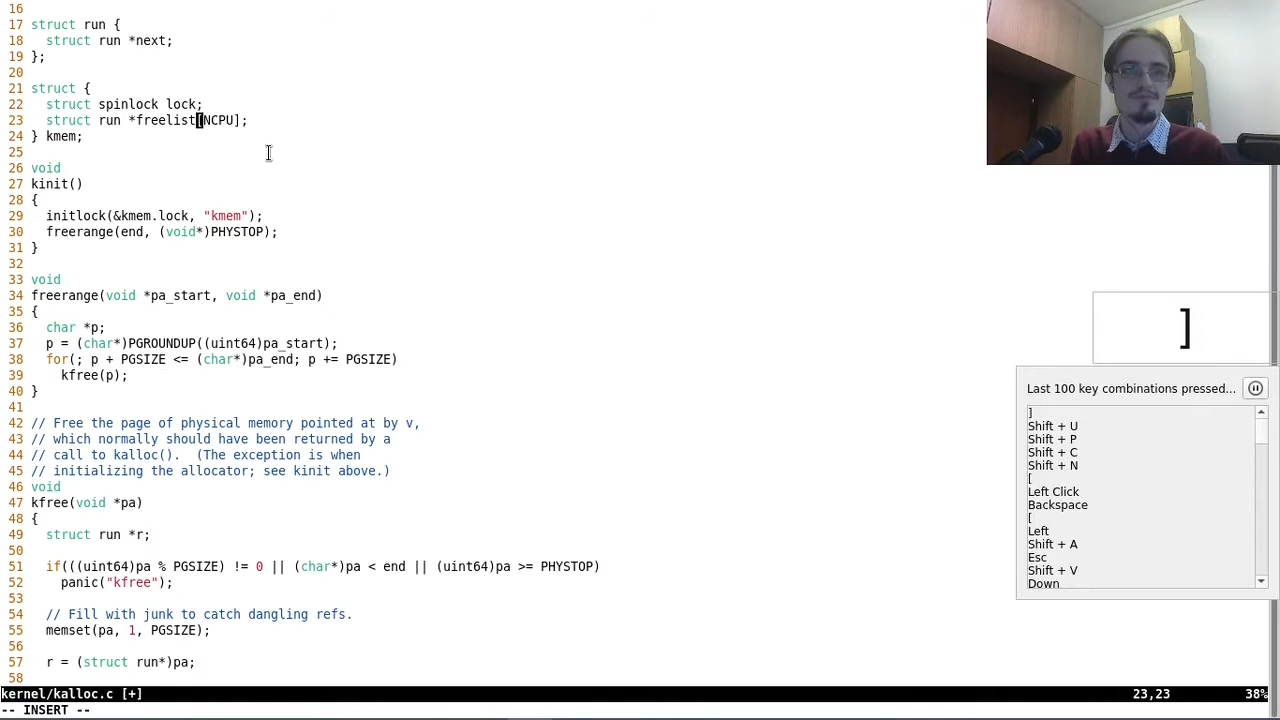 16
17 struct run {
18   struct run *next;
19 };
20
21 struct {
22   struct spinlock lock;
23   struct run *freelist[NCPU];
24 } kmem;
25
26 void
27 kinit()
28 {
29   initlock(&kmem.lock, "kmem");
30   freerange(end, (void*)PHYSTOP);
31 }
32
33 void
34 freerange(void *pa_start, void *pa_end)
35 {
36   char *p;
37   p = (char*)PGROUNDUP((uint64)pa_start);
38   for(; p + PGSIZE <= (char*)pa_end; p += PGSIZE)
39     kfree(p);
40 }
41
42 // Free the page of physical memory pointed at by v,
43 // which normally should have been returned by a
44 // call to kalloc().  (The exception is when
45 // initializing the allocator; see kinit above.)
46 void
47 kfree(void *pa)
48 {
49   struct run *r;
50
51   if(((uint64)pa % PGSIZE) != 0 || (char*)pa < end || (uint64)pa >= PHYSTOP)
52     panic("kfree");
53
54   // Fill with junk to catch dangling refs.
55   memset(pa, 1, PGSIZE);
56
57   r = (struct run*)pa;
58
kernel/kalloc.c [+] 23,23 38%
-- INSERT --
]
Last 100 key combinations pressed...
]
Shift + U
Shift + P
Shift + C
Shift + N
[
Left Click
Backspace
[
Left
Shift + A
Esc
Shift + V
Down